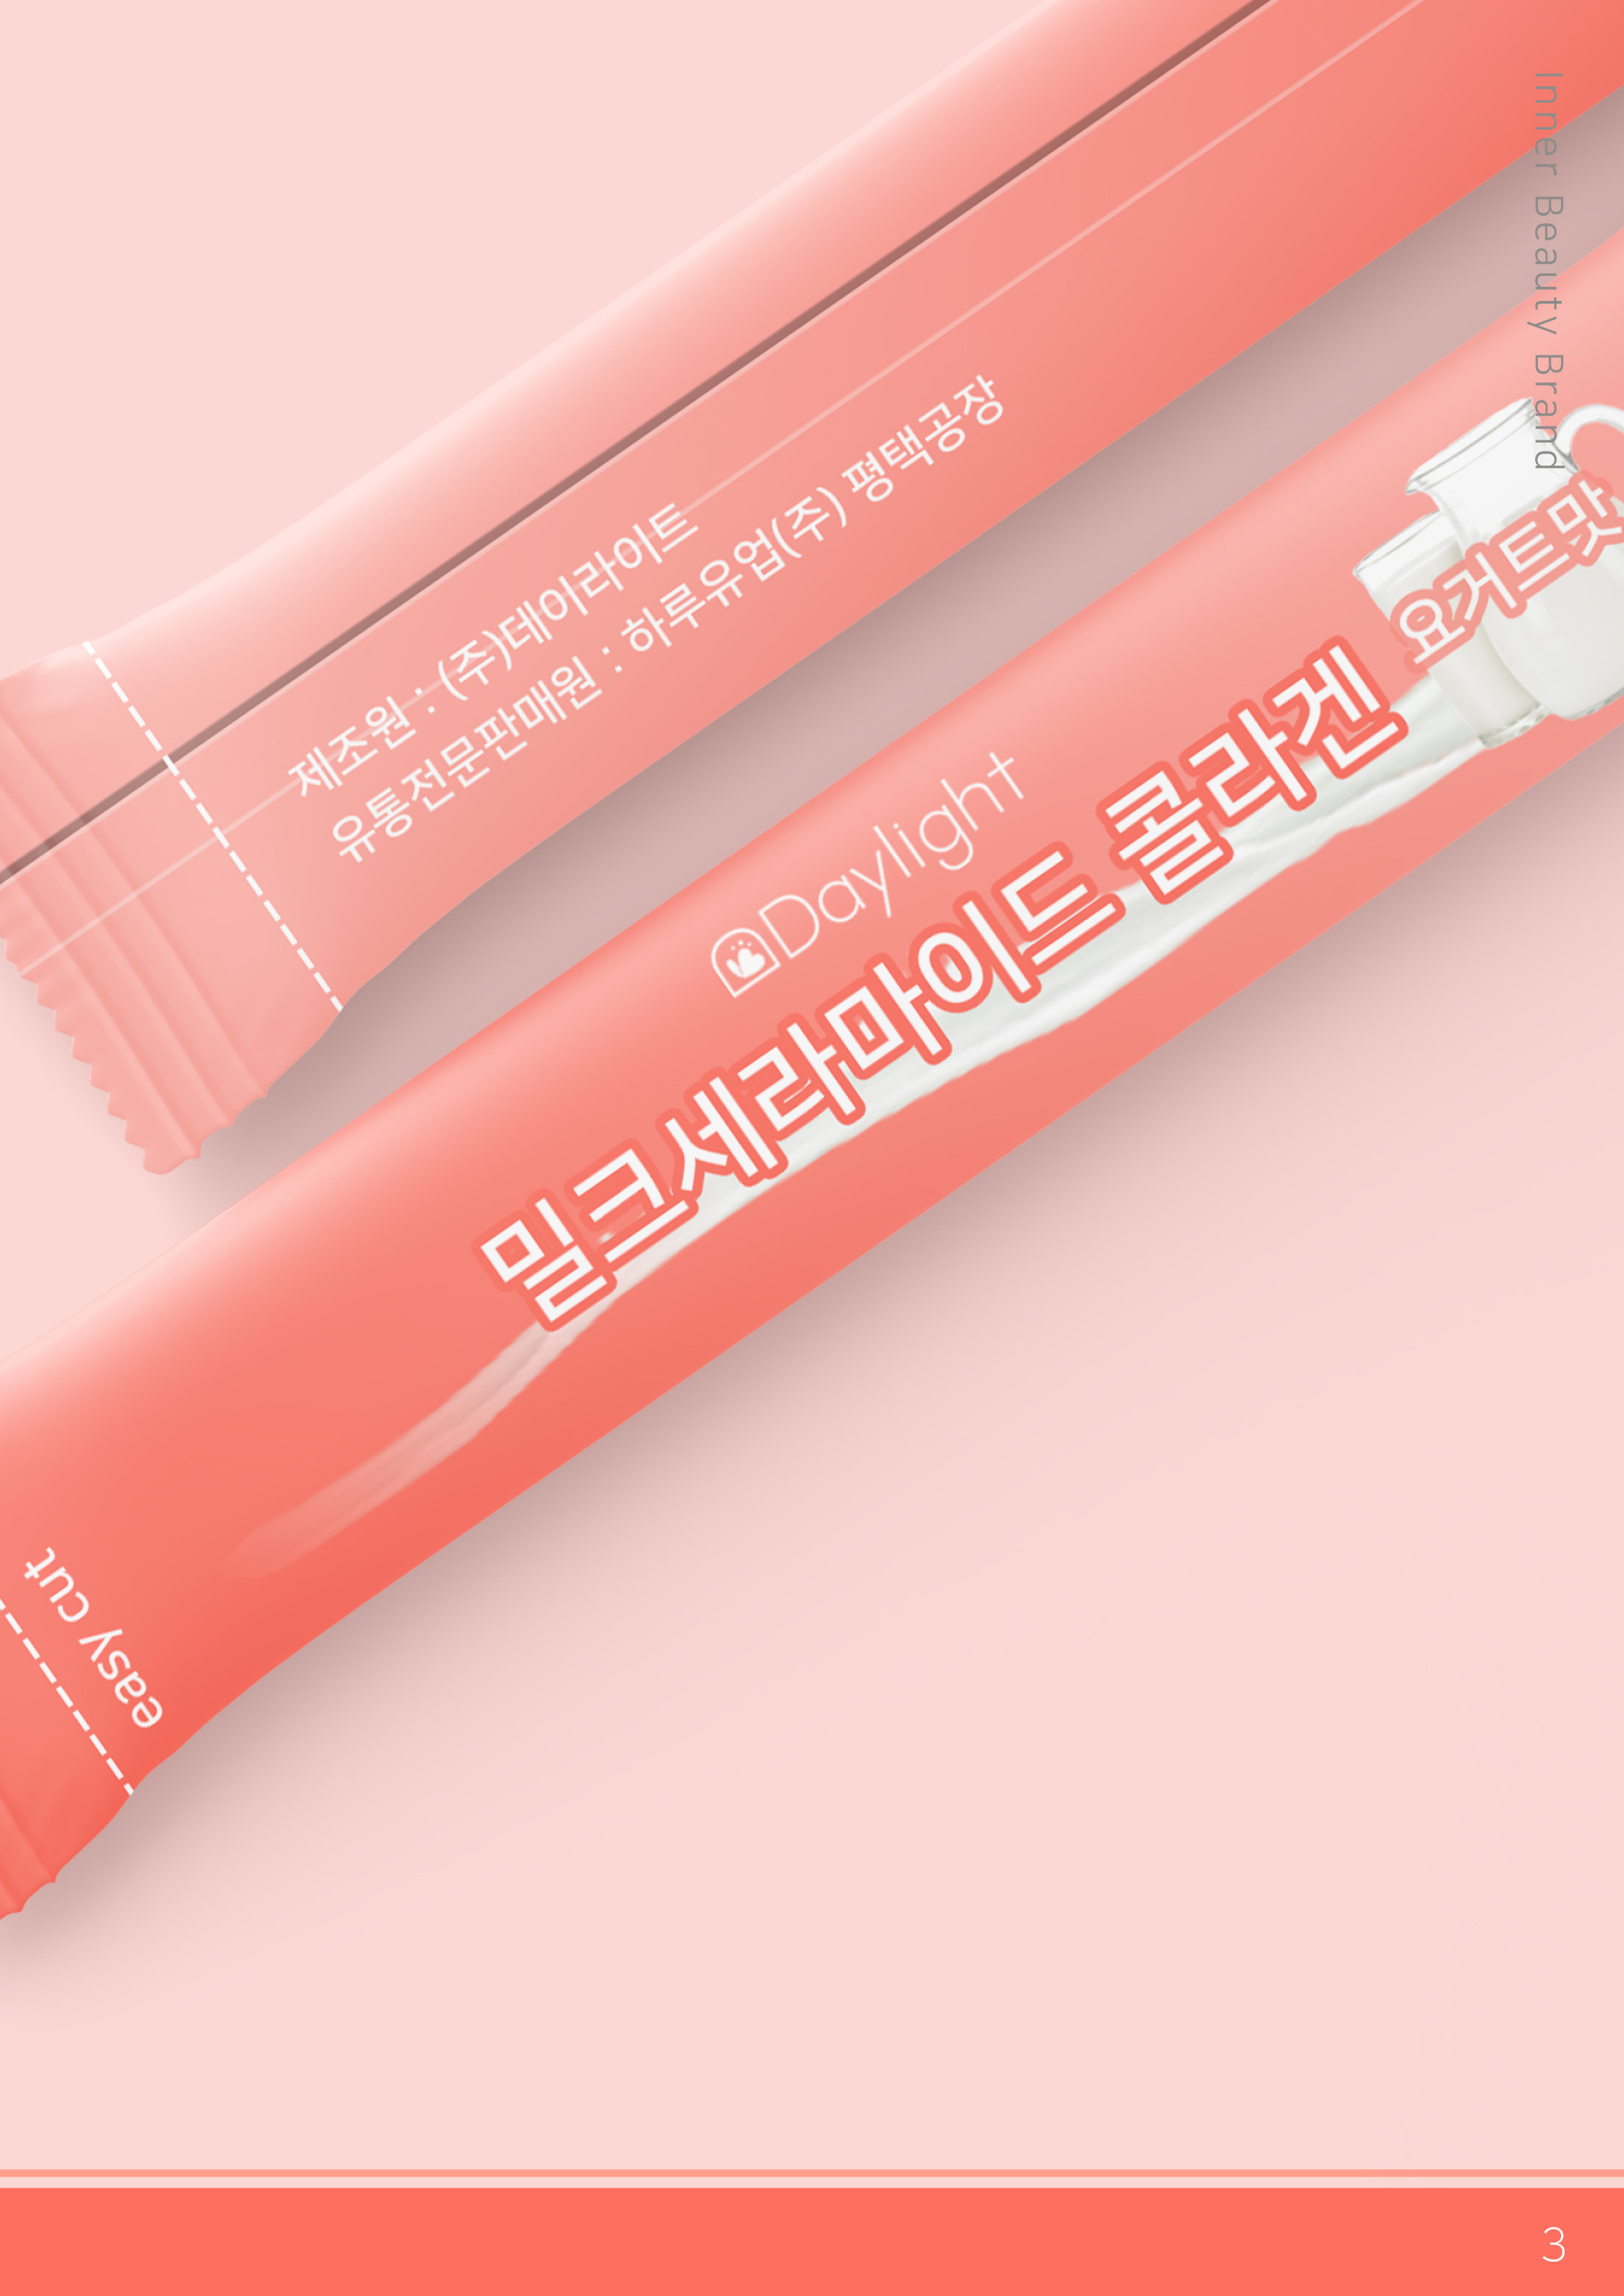 Inner Beauty Brand
제조원 : (주)데이라이트
유통전문판매원 : 하루유업(주) 평택공장
Daylight
밀크세라마이드 콜라겐 요거트맛
easy cut
3